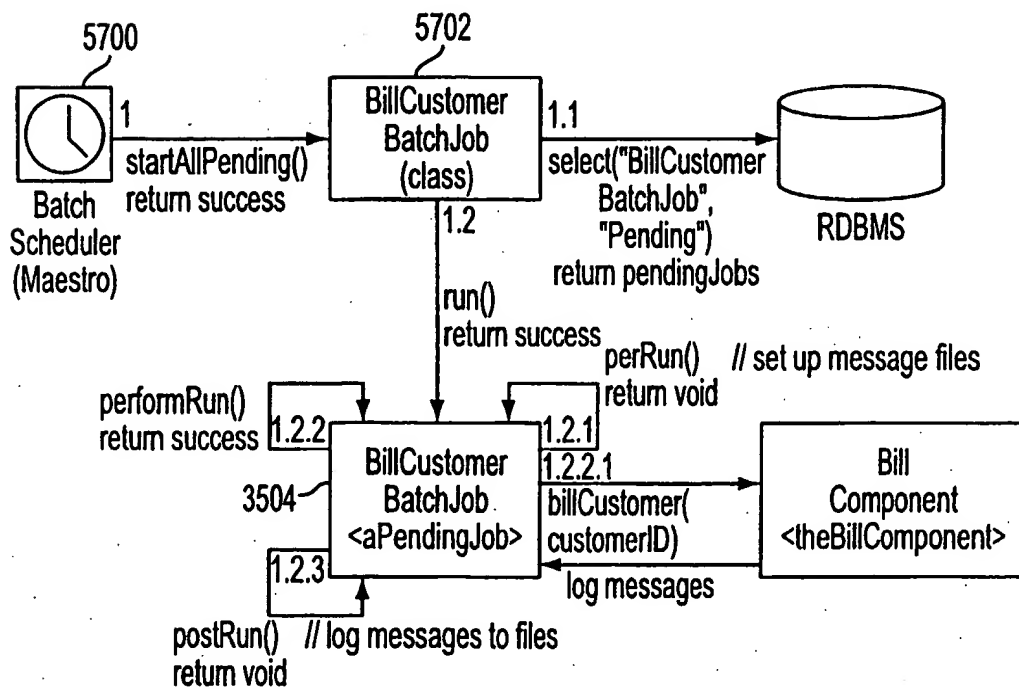 5700
5702
1
startAllPending()
return success
Batch
Scheduler
(Maestro)
BillCustomer
BatchJob
(class)
1.1
select("BillCustomer
BatchJob",
"Pending")
return pendingJobs
RDBMS
1.2
run()
return success
perRun() // set up message files
return void
performRun()
return success
1.2.2
1.2.1
3504
BillCustomer
BatchJob
<aPendingJob>
1.2.2.1
billCustomer(
customerID)
log messages
Bill
Component
<theBillComponent>
1.2.3
postRun() // log messages to files
return void